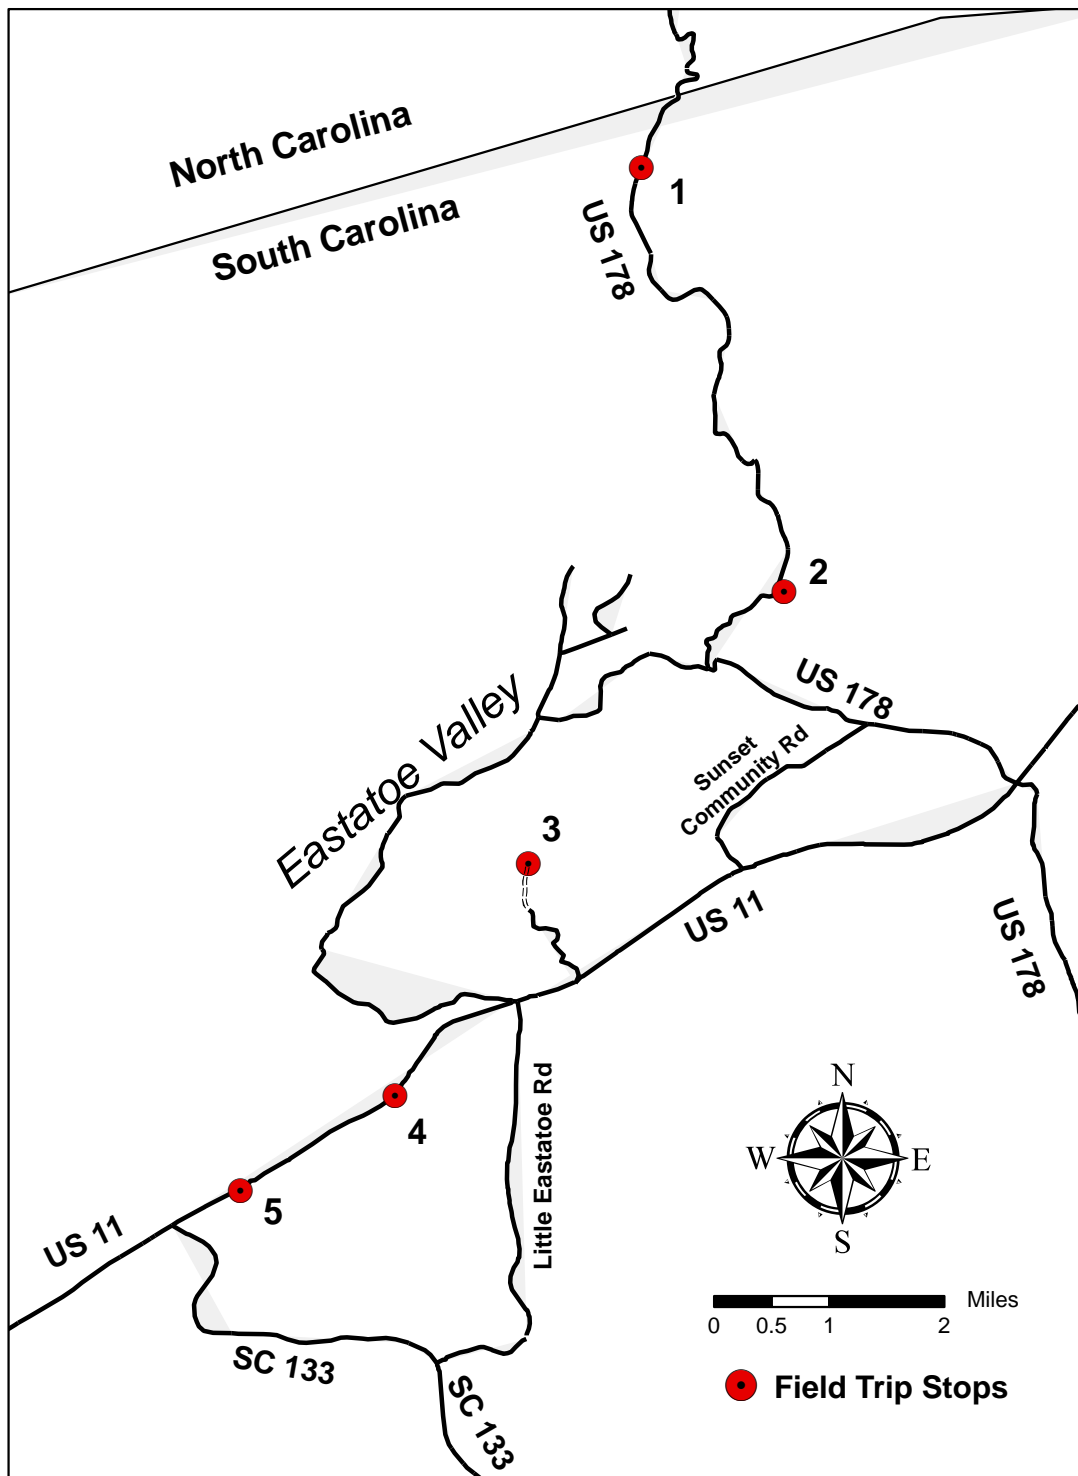 North Carolina
South Carolina
1
US 178
2
US 178
Eastatoe Valley
Sunset
Community Rd
3
US 11
US 178
4
Little Eastatoe Rd
N
W
E
S
5
US 11
Miles
0 0.5 1 2
SC 133
SC 133
Field Trip Stops